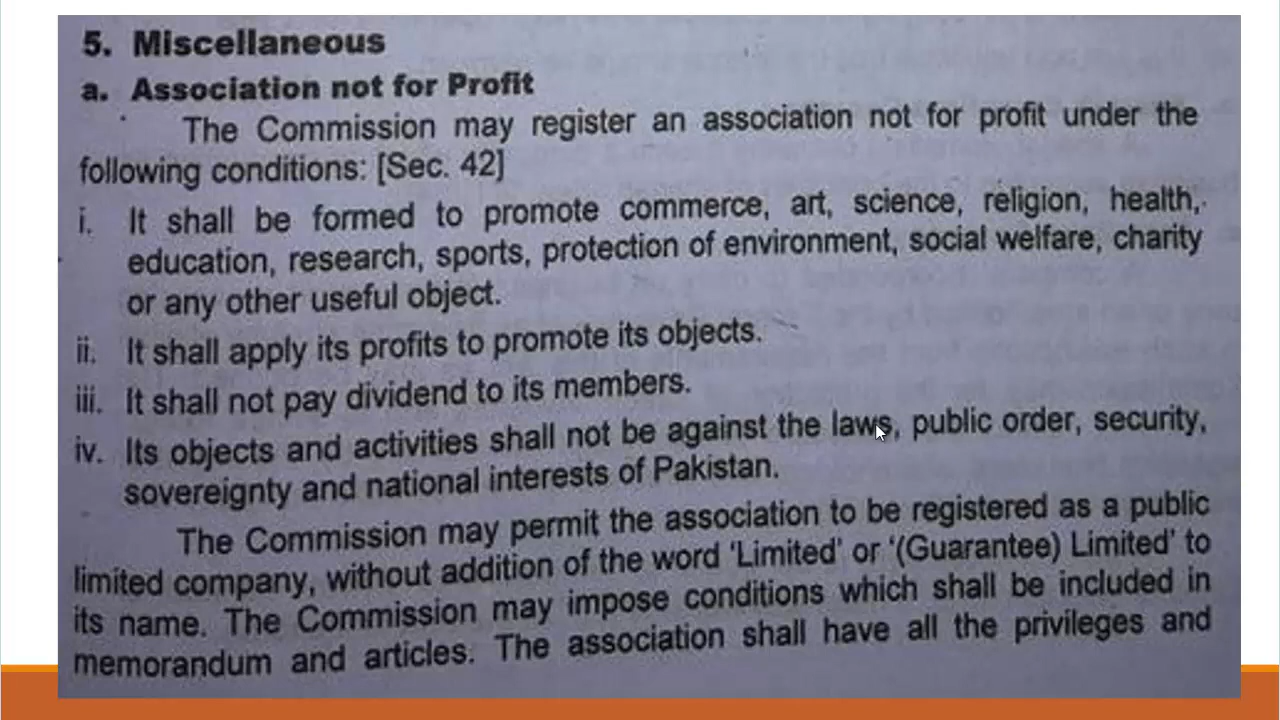 5. Miscellaneous
a. Association not for Profit
The Commission may register an association not for profit under the
following conditions: [Sec. 42]
i. It shall be formed to promote commerce, art, science, religion, health,
education, research, sports, protection of environment, social welfare, charity
or any other useful object.
ii. It shall apply its profits to promote its objects.
iii. It shall not pay dividend to its members.
iv. Its objects and activities shall not be against the laws, public order, security,
sovereignty and national interests of Pakistan.
The Commission may permit the association to be registered as a public
limited company, without addition of the word ‘Limited’ or ‘(Guarantee) Limited’ to
its name. The Commission may impose conditions which shall be included in
memorandum and articles. The association shall have all the privileges and